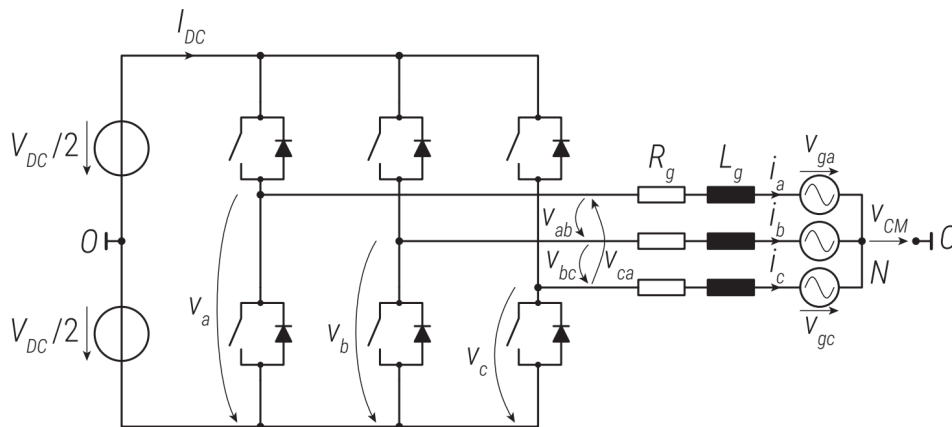 I_DC
V_DC/2
O
V_DC/2
v_a
v_b
v_c
v_ab
v_bc
v_ca
R_g
L_g
i_a
i_b
i_c
v_ga
v_gc
v_CM
N